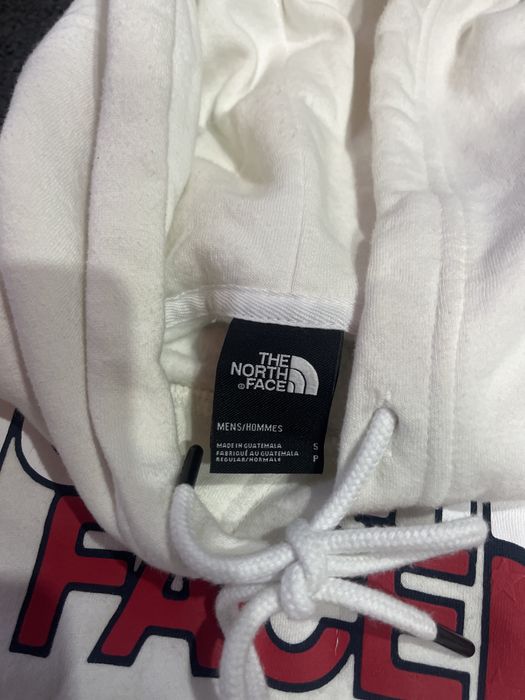 THE
NORTH
FACE
MENS/HOMMES
MADE IN GUATEMALA S
FABRIQUÉ AU GUATEMALA
REGULAR/NORMALE P
FACE